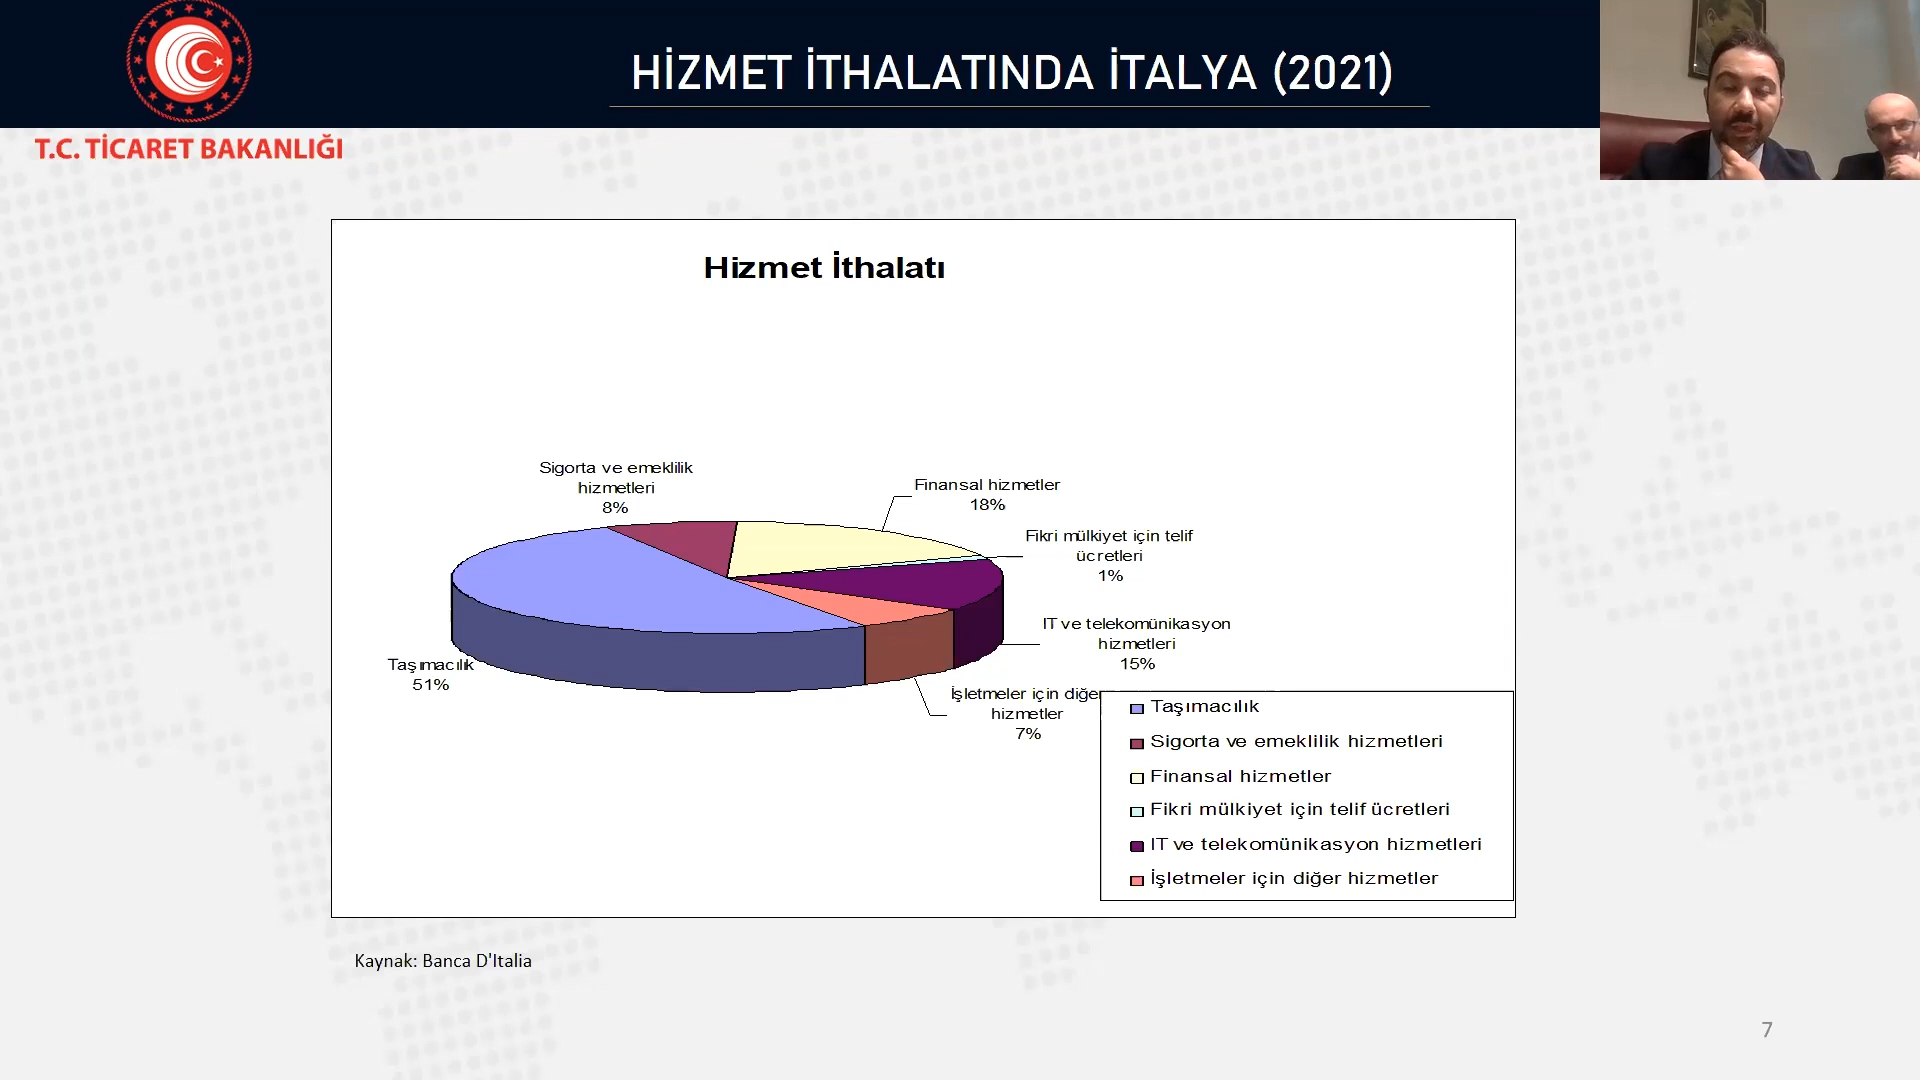 HİZMET İTHALATINDA İTALYA (2021)
T.C. TİCARET BAKANLIĞI
Hizmet İthalatı
Sigorta ve emeklilik
hizmetleri
8%
Finansal hizmetler
18%
Fikri mülkiyet için telif
ücretleri
1%
IT ve telekomünikasyon
hizmetleri
15%
Taşımacılık
51%
İşletmeler için diğer
hizmetler
7%
Taşımacılık
Sigorta ve emeklilik hizmetleri
Finansal hizmetler
Fikri mülkiyet için telif ücretleri
IT ve telekomünikasyon hizmetleri
İşletmeler için diğer hizmetler
Kaynak: Banca D'Italia
7